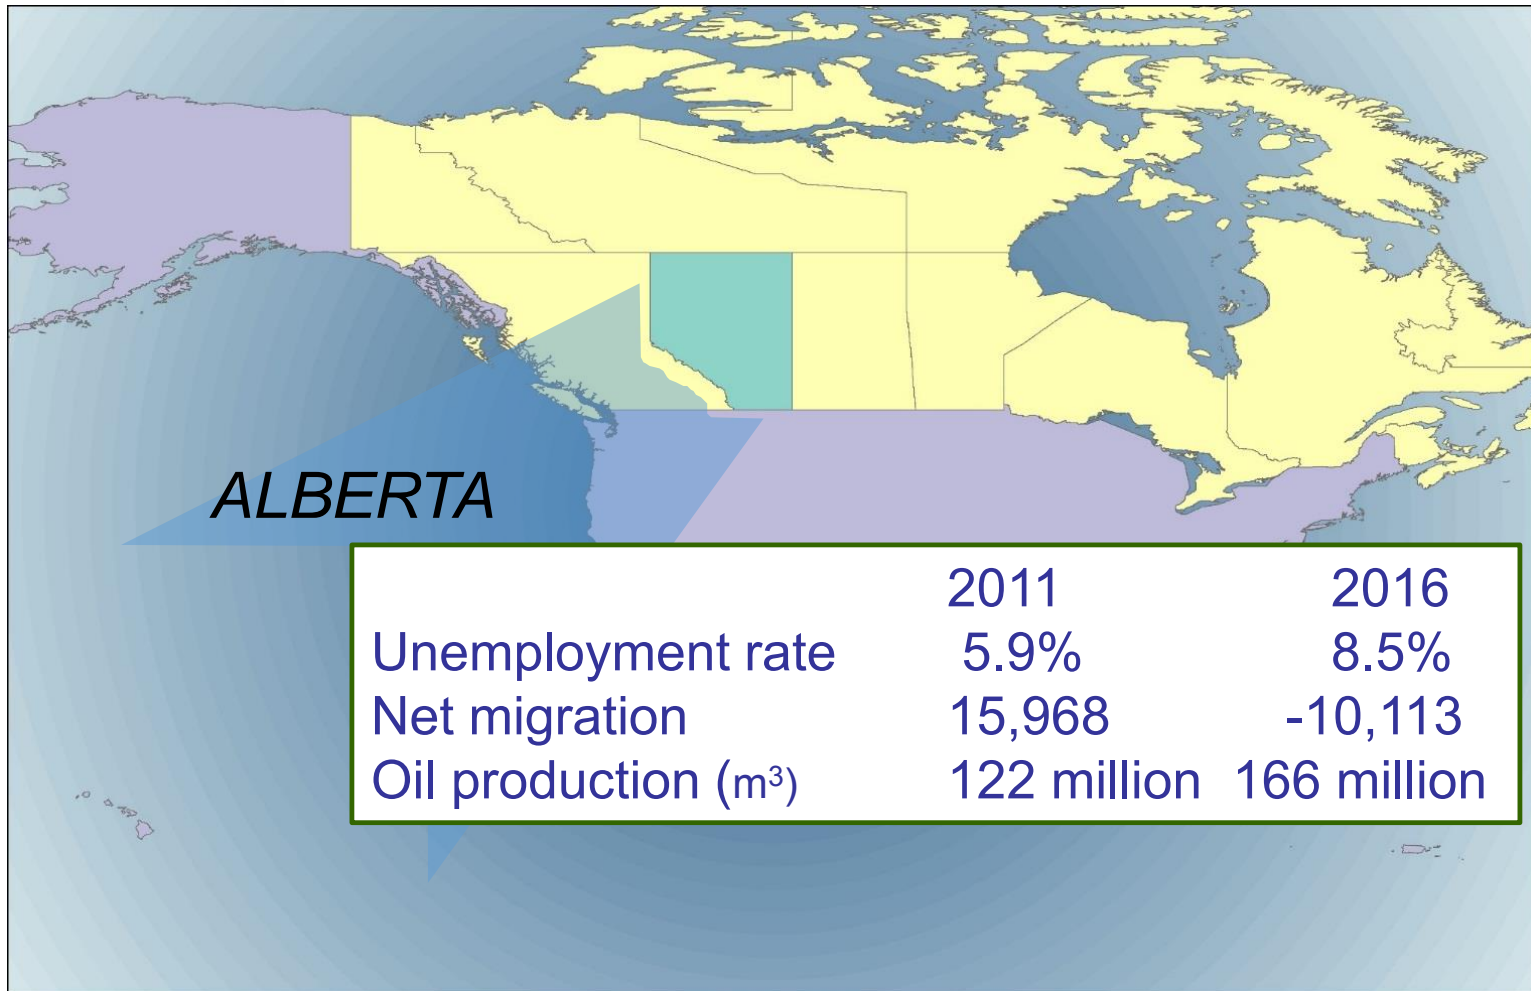 ALBERTA
2011 2016
Unemployment rate 5.9% 8.5%
Net migration 15,968 -10,113
Oil production (m³) 122 million 166 million